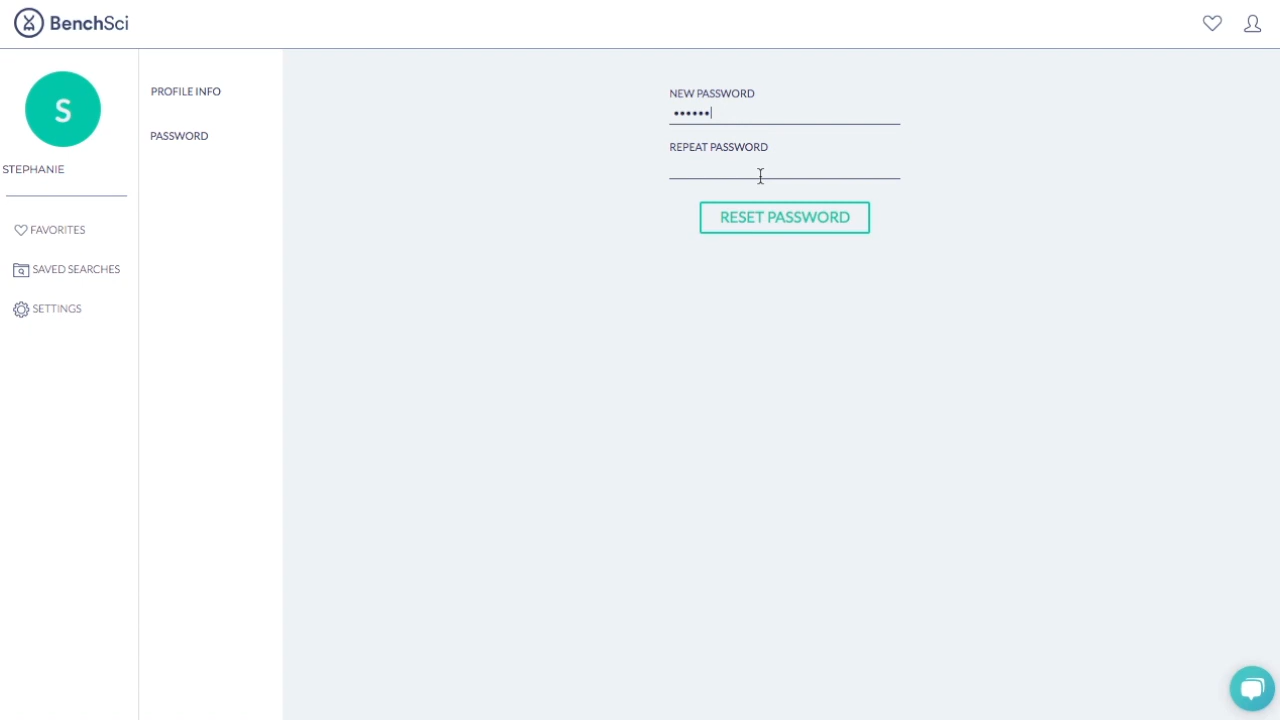 BenchSci
S
STEPHANIE
FAVORITES
SAVED SEARCHES
SETTINGS
PROFILE INFO
PASSWORD
NEW PASSWORD
••••••
REPEAT PASSWORD
RESET PASSWORD